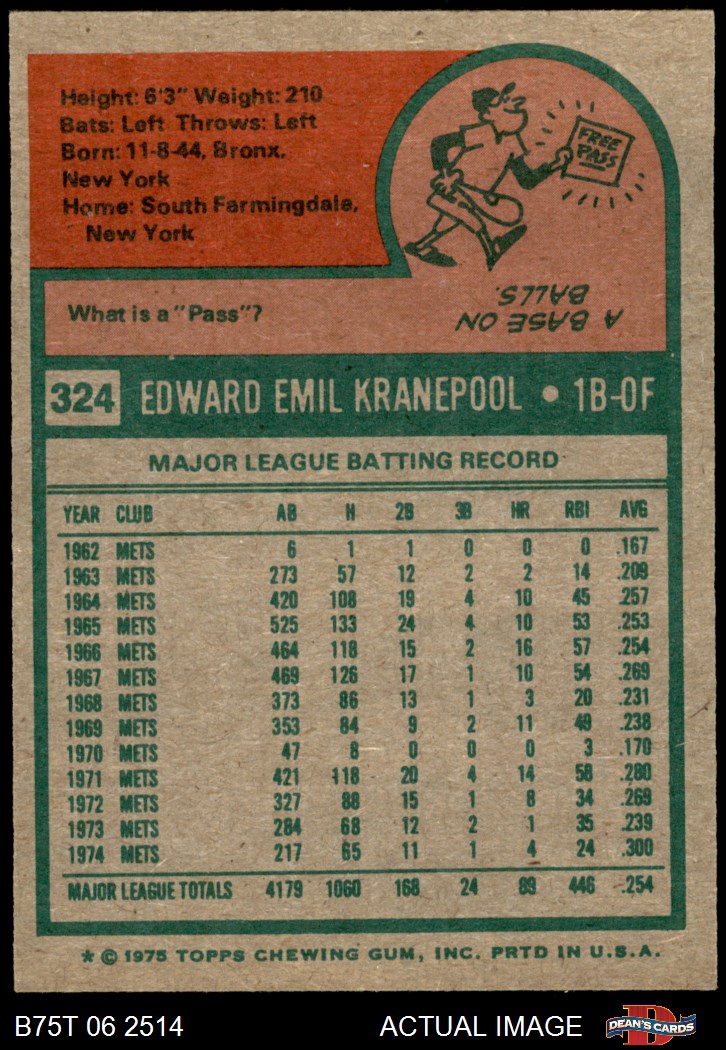 Height: 6'3" Weight: 210
Bats: Left Throws: Left
Born: 11-8-44, Bronx,
New York
Home: South Farmingdale,
New York
FREE
PASS
What is a "Pass"?
A BASE ON
BALLS.
324 EDWARD EMIL KRANEPOOL • 1B-OF
MAJOR LEAGUE BATTING RECORD
YEAR CLUB AB H 2B 3B HR RBI AVG
1962 METS 6 1 1 0 0 0 .167
1963 METS 273 57 12 2 2 14 .209
1964 METS 420 108 19 4 10 45 .257
1965 METS 525 133 24 4 10 53 .253
1966 METS 464 118 15 2 16 57 .254
1967 METS 469 126 17 1 10 54 .269
1968 METS 373 86 13 1 3 20 .231
1969 METS 353 84 9 2 11 49 .238
1970 METS 47 8 0 0 0 3 .170
1971 METS 421 118 20 4 14 58 .280
1972 METS 327 88 15 1 8 34 .269
1973 METS 284 68 12 2 1 35 .239
1974 METS 217 65 11 1 4 24 .300
MAJOR LEAGUE TOTALS 4179 1060 168 24 89 446 .254
* © 1975 TOPPS CHEWING GUM, INC. PRTD IN U.S.A.
B75T 06 2514 ACTUAL IMAGE D DEAN'S CARDS